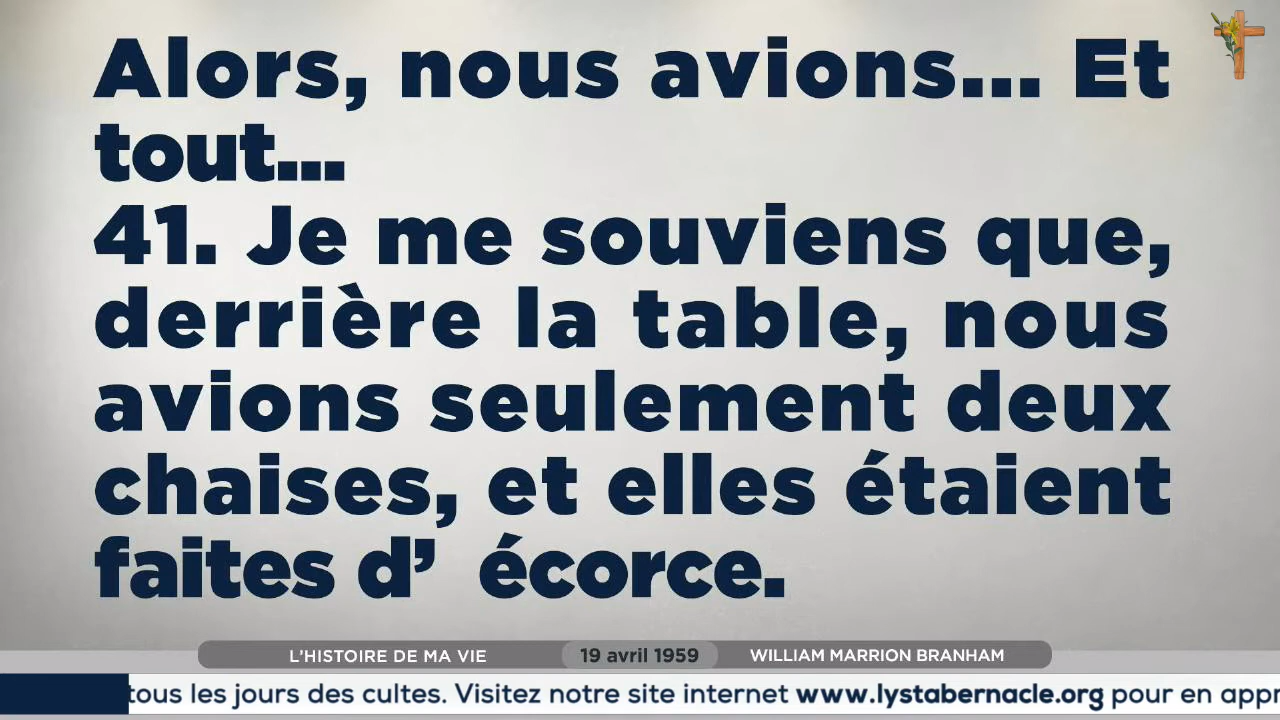 Alors, nous avions... Et
tout...
41. Je me souviens que,
derrière la table, nous
avions seulement deux
chaises, et elles étaient
faites d’ écorce.
L’HISTOIRE DE MA VIE 19 avril 1959 WILLIAM MARRION BRANHAM
tous les jours des cultes. Visitez notre site internet www.lystabernacle.org pour en appr